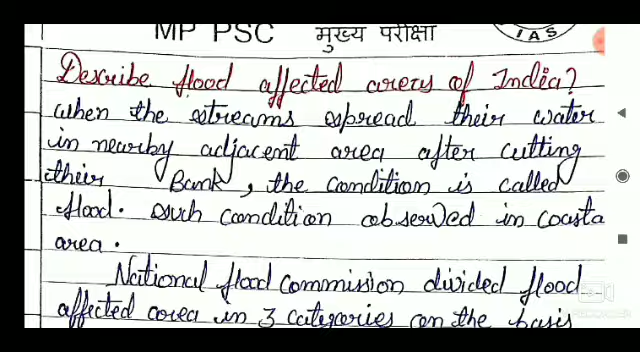 MP PSC मुख्य परीक्षा
IAS
Describe flood affected arers of India?
when the streams spread their water
in nearby adjacent area after cutting
their Bank, the condition is called
flood. such condition observed in coasta
area.
National flood Commission divided flood
affected area in 3 categories on the basis